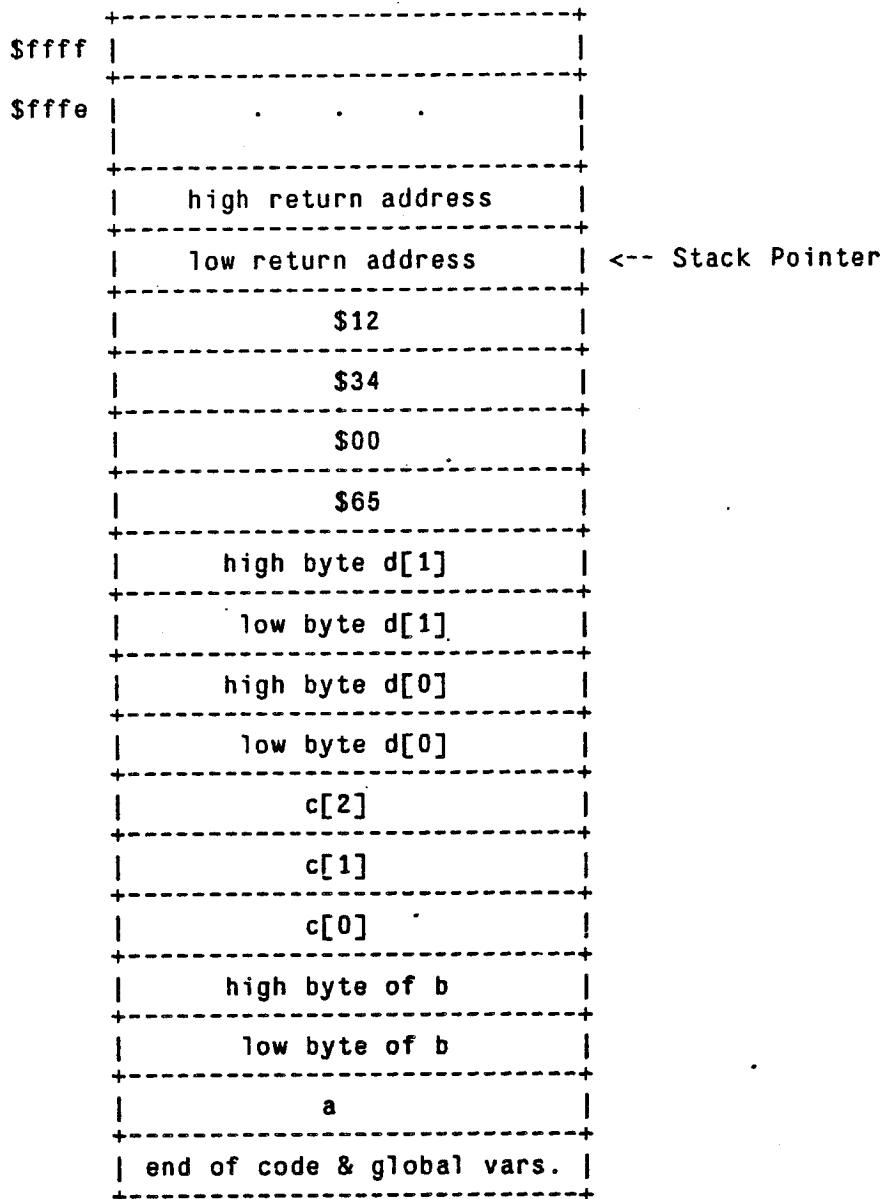 $ffff
$fffe . . .
high return address
low return address <-- Stack Pointer
$12
$34
$00
$65
high byte d[1]
low byte d[1]
high byte d[0]
low byte d[0]
c[2]
c[1]
c[0]
high byte of b
low byte of b
a
end of code & global vars.